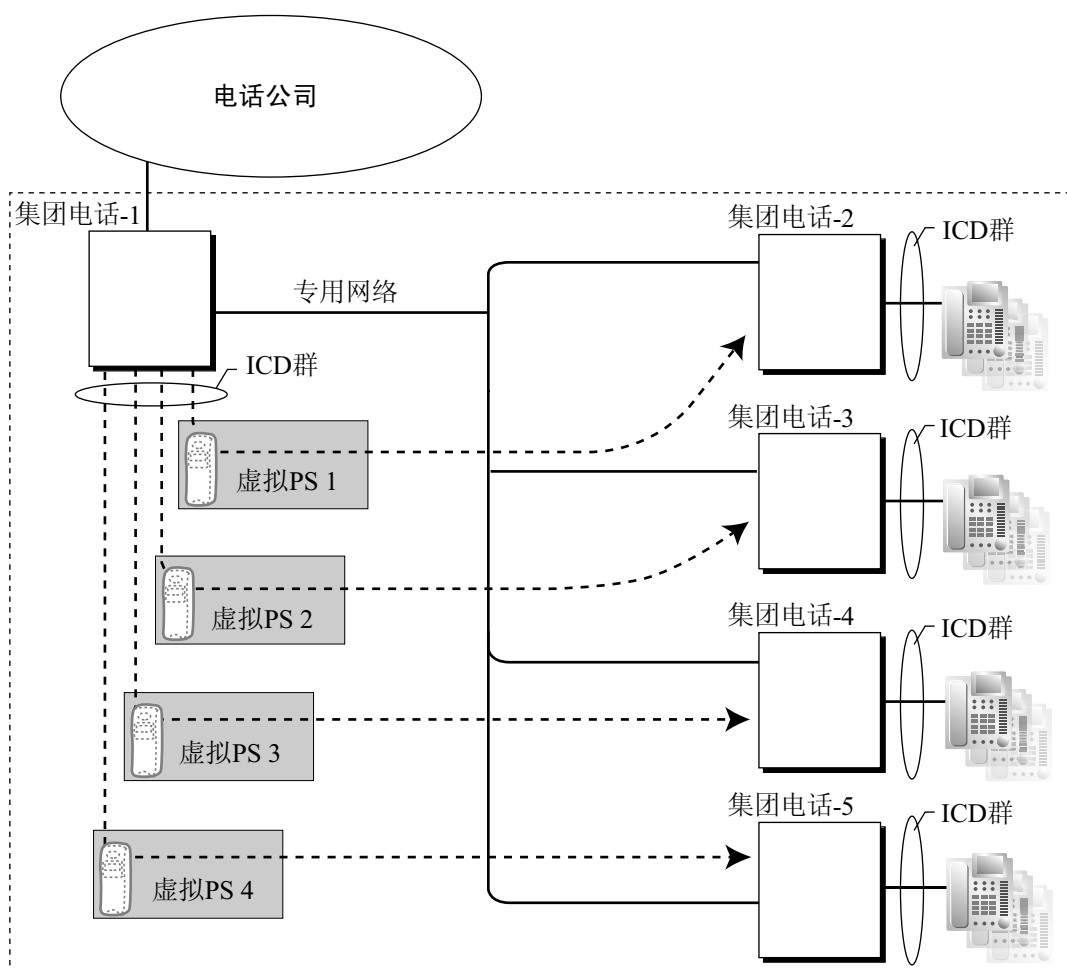 电话公司
集团电话-1
集团电话-2
ICD群
专用网络
ICD群
集团电话-3
ICD群
虚拟PS 1
集团电话-4
ICD群
虚拟PS 2
虚拟PS 3
集团电话-5
ICD群
虚拟PS 4